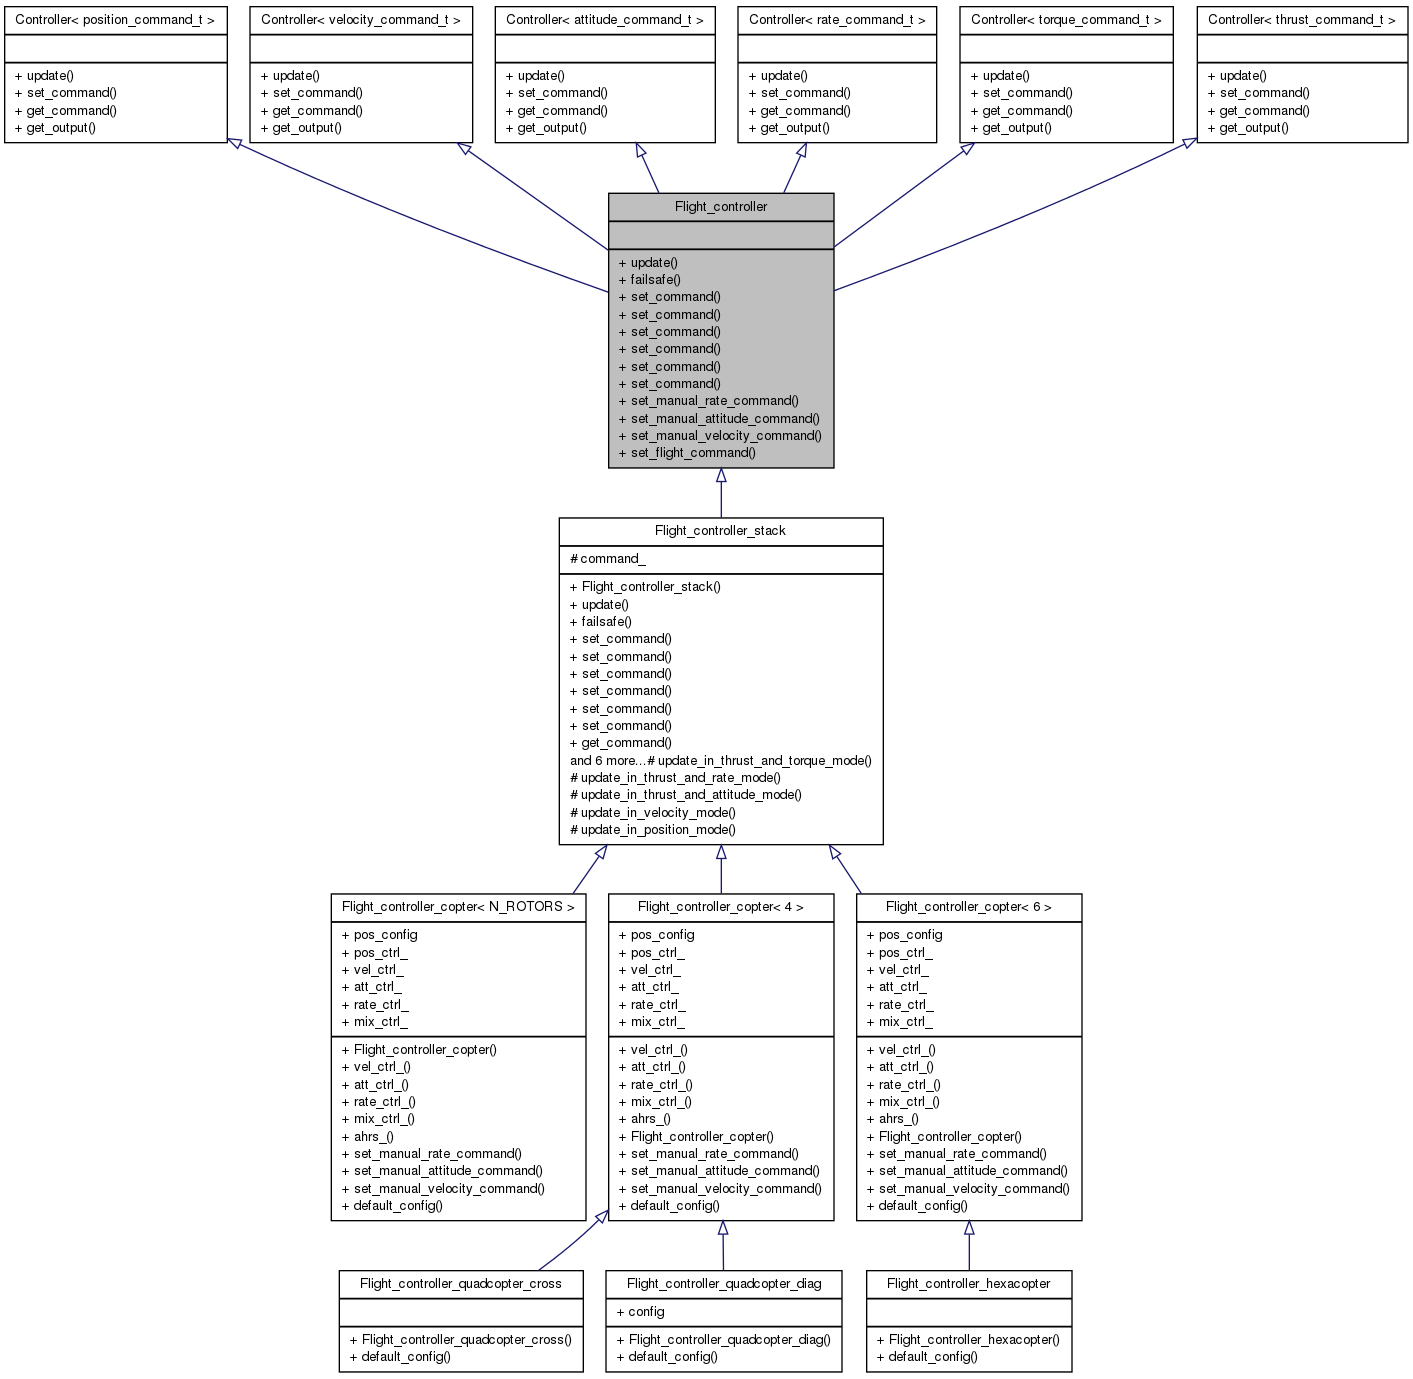 Controller< position_command_t >
+ update()
+ set_command()
+ get_command()
+ get_output()
Controller< velocity_command_t >
+ update()
+ set_command()
+ get_command()
+ get_output()
Controller< attitude_command_t >
+ update()
+ set_command()
+ get_command()
+ get_output()
Controller< rate_command_t >
+ update()
+ set_command()
+ get_command()
+ get_output()
Controller< torque_command_t >
+ update()
+ set_command()
+ get_command()
+ get_output()
Controller< thrust_command_t >
+ update()
+ set_command()
+ get_command()
+ get_output()
Flight_controller
+ update()
+ failsafe()
+ set_command()
+ set_command()
+ set_command()
+ set_command()
+ set_command()
+ set_command()
+ set_manual_rate_command()
+ set_manual_attitude_command()
+ set_manual_velocity_command()
+ set_flight_command()
Flight_controller_stack
# command_
+ Flight_controller_stack()
+ update()
+ failsafe()
+ set_command()
+ set_command()
+ set_command()
+ set_command()
+ set_command()
+ set_command()
+ get_command()
and 6 more...# update_in_thrust_and_torque_mode()
# update_in_thrust_and_rate_mode()
# update_in_thrust_and_attitude_mode()
# update_in_velocity_mode()
# update_in_position_mode()
Flight_controller_copter< N_ROTORS >
+ pos_config
+ pos_ctrl_
+ vel_ctrl_
+ att_ctrl_
+ rate_ctrl_
+ mix_ctrl_
+ Flight_controller_copter()
+ vel_ctrl_()
+ att_ctrl_()
+ rate_ctrl_()
+ mix_ctrl_()
+ ahrs_()
+ set_manual_rate_command()
+ set_manual_attitude_command()
+ set_manual_velocity_command()
+ default_config()
Flight_controller_copter< 4 >
+ pos_config
+ pos_ctrl_
+ vel_ctrl_
+ att_ctrl_
+ rate_ctrl_
+ mix_ctrl_
+ vel_ctrl_()
+ att_ctrl_()
+ rate_ctrl_()
+ mix_ctrl_()
+ ahrs_()
+ Flight_controller_copter()
+ set_manual_rate_command()
+ set_manual_attitude_command()
+ set_manual_velocity_command()
+ default_config()
Flight_controller_copter< 6 >
+ pos_config
+ pos_ctrl_
+ vel_ctrl_
+ att_ctrl_
+ rate_ctrl_
+ mix_ctrl_
+ vel_ctrl_()
+ att_ctrl_()
+ rate_ctrl_()
+ mix_ctrl_()
+ ahrs_()
+ Flight_controller_copter()
+ set_manual_rate_command()
+ set_manual_attitude_command()
+ set_manual_velocity_command()
+ default_config()
Flight_controller_quadcopter_cross
+ Flight_controller_quadcopter_cross()
+ default_config()
Flight_controller_quadcopter_diag
+ config
+ Flight_controller_quadcopter_diag()
+ default_config()
Flight_controller_hexacopter
+ Flight_controller_hexacopter()
+ default_config()